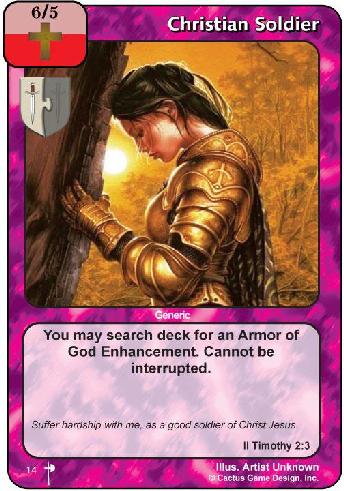 6/5
Christian Soldier
Generic
You may search deck for an Armor of
God Enhancement. Cannot be
interrupted.
Suffer hardship with me, as a good soldier of Christ Jesus.
II Timothy 2:3
14
Illus. Artist Unknown
© Cactus Game Design, Inc.